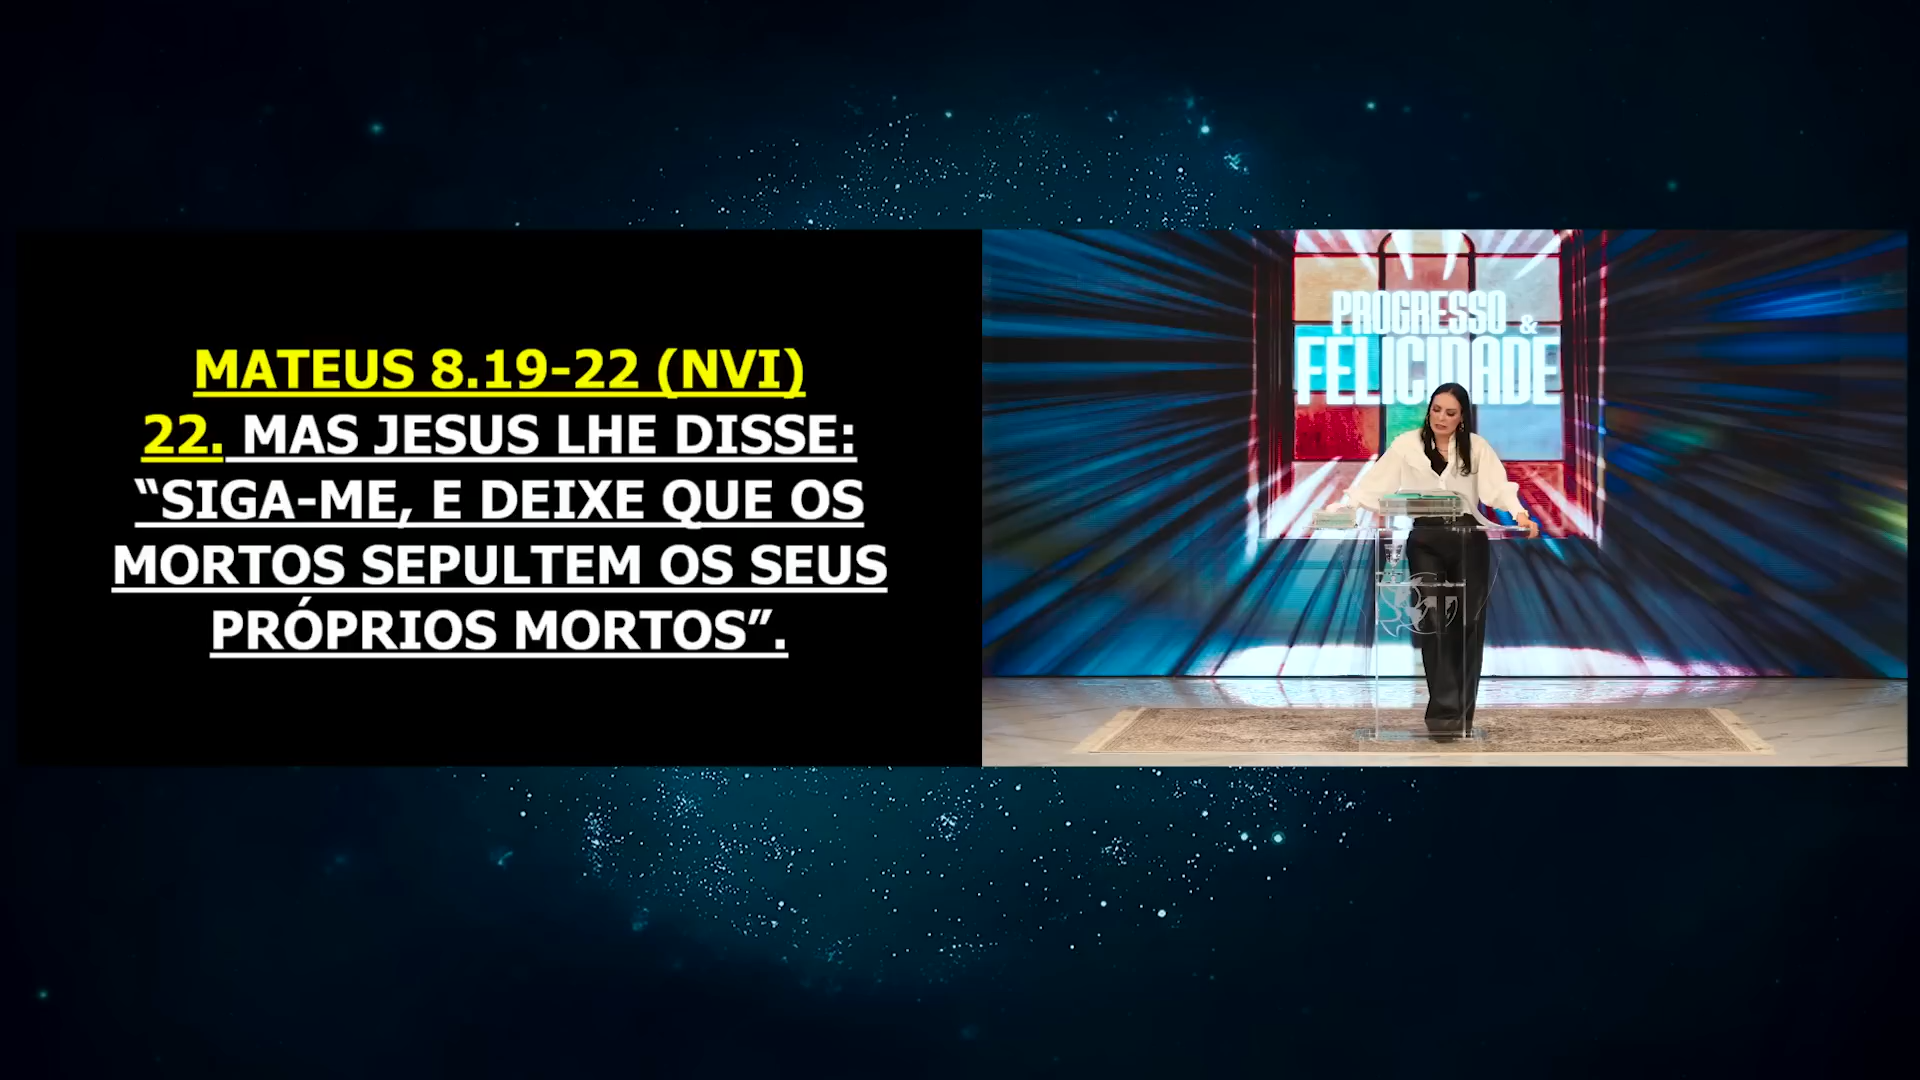 MATEUS 8.19-22 (NVI)
22. MAS JESUS LHE DISSE:
“SIGA-ME, E DEIXE QUE OS
MORTOS SEPULTEM OS SEUS
PRÓPRIOS MORTOS”.
PROGRESSO &
FELICIDADE